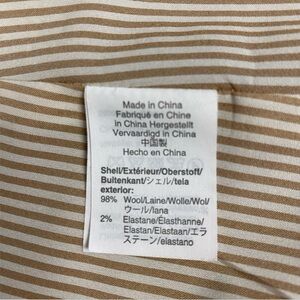 Made in China
Fabriqué en Chine
in China Hergestellt
Vervaardigd in China
中国製
Hecho en China
Shell/Extérieur/Oberstoff/
Buitenkant/シェル/tela
exterior:
98% Wool/Laine/Wolle/Wol/
ウール/lana
2% Elastane/Élasthanne/
Elastan/Elastaan/エラ
ステーン/elastano